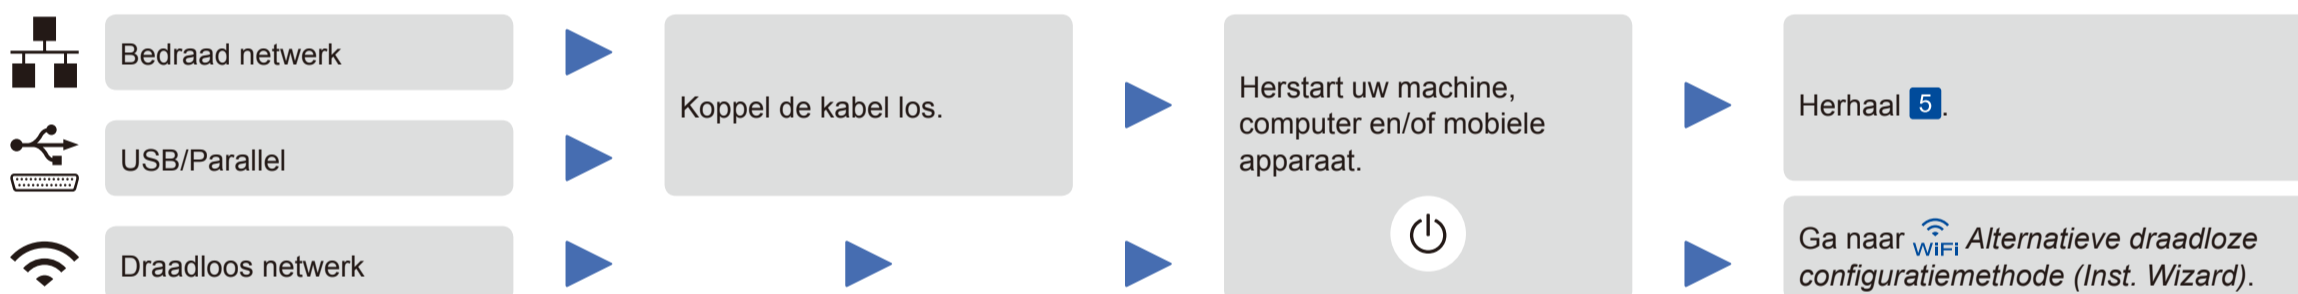 Bedraad netwerk
USB/Parallel
Draadloos netwerk
Koppel de kabel los.
Herstart uw machine,
computer en/of mobiele
apparaat.
Herhaal 5.
Ga naar WiFi Alternatieve draadloze
configuratiemethode (Inst. Wizard).